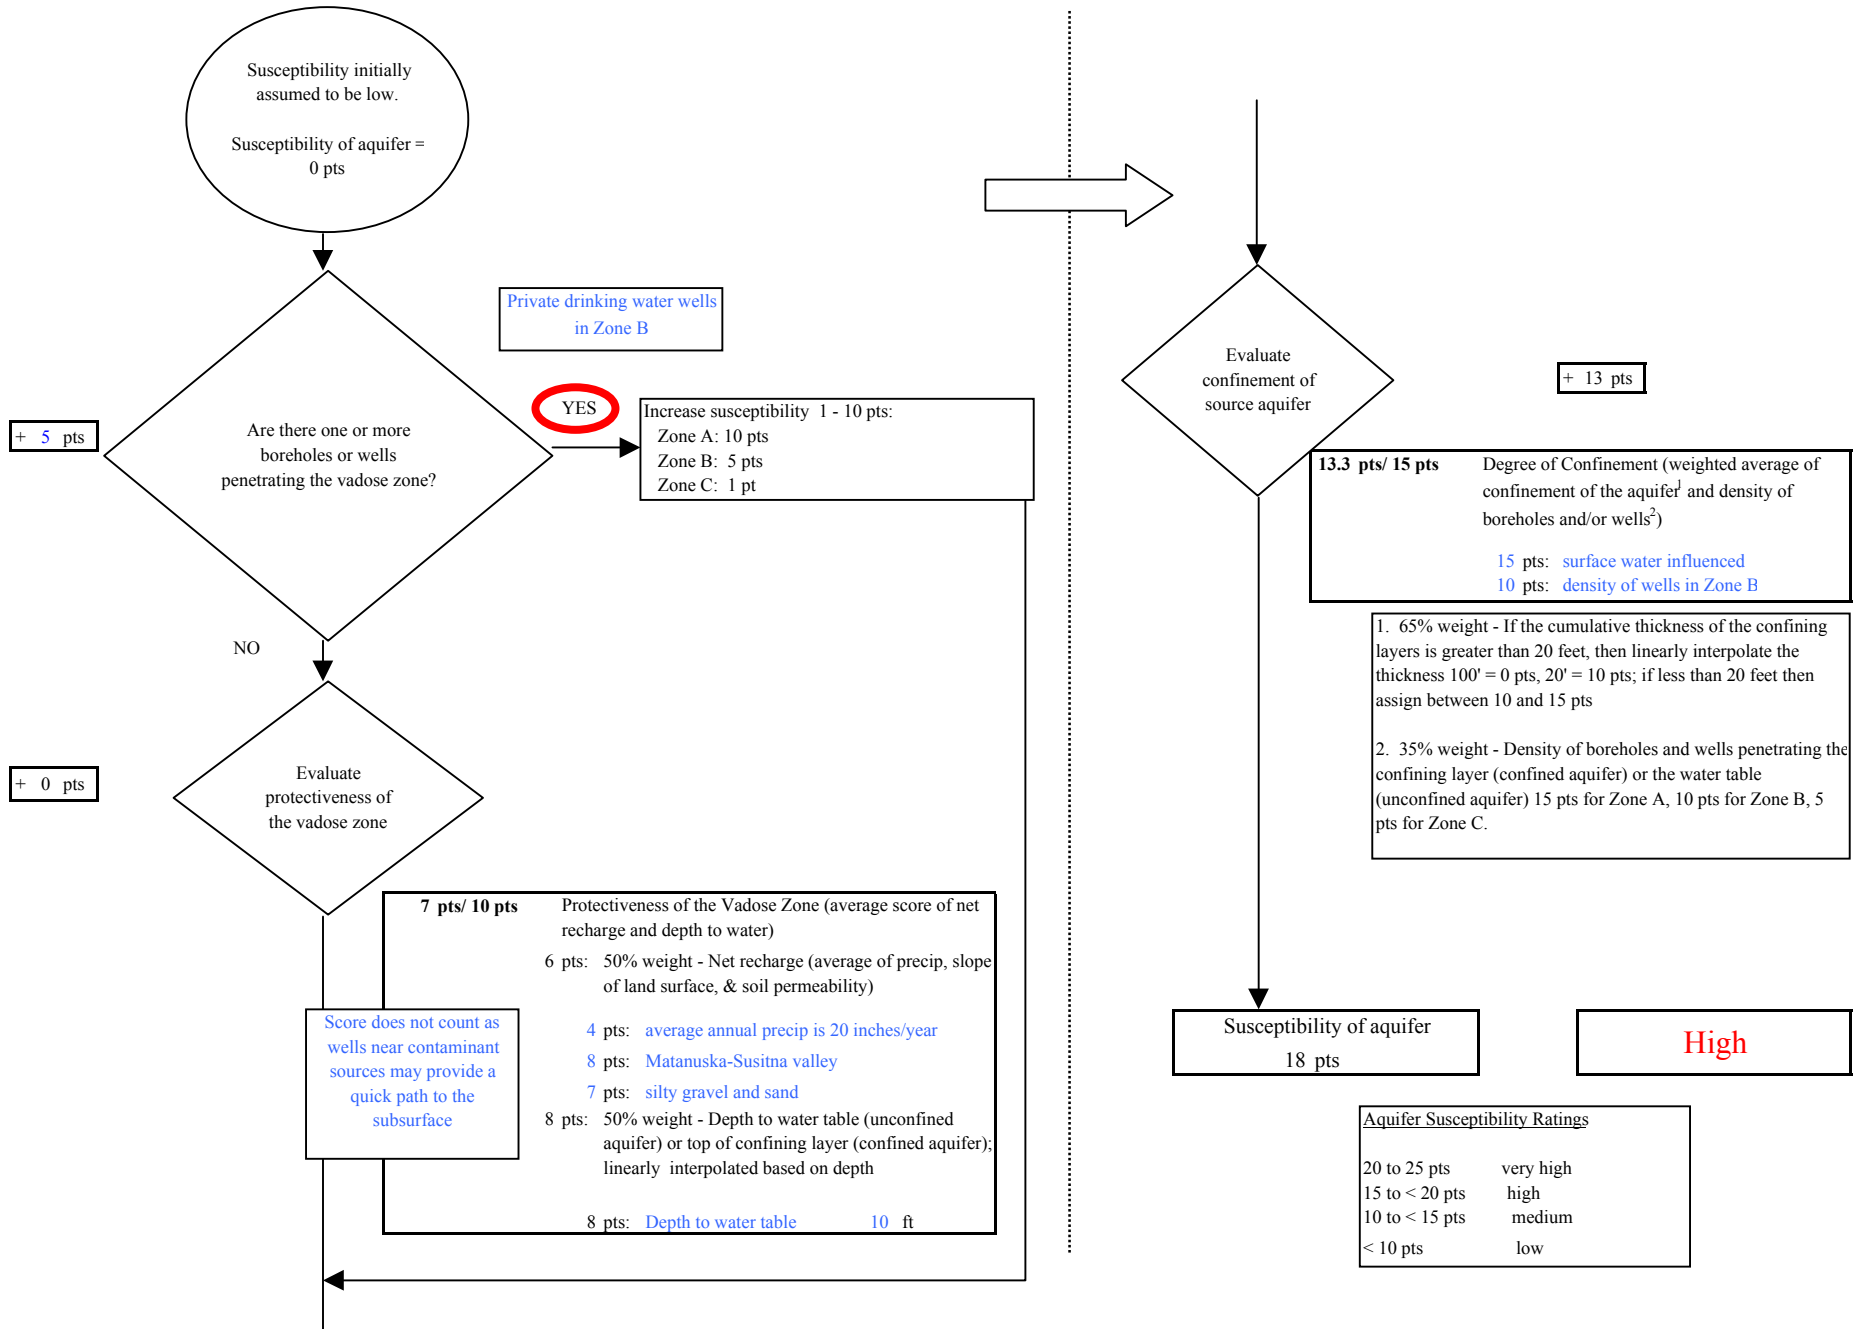 Susceptibility initially
assumed to be low.
Susceptibility of aquifer =
0 pts
Private drinking water wells
in Zone B
YES
+ 5 pts
Are there one or more
boreholes or wells
penetrating the vadose zone?
Increase susceptibility 1 - 10 pts:
Zone A: 10 pts
Zone B: 5 pts
Zone C: 1 pt
NO
+ 0 pts
Evaluate
protectiveness of
the vadose zone
7 pts/ 10 pts Protectiveness of the Vadose Zone (average score of net
recharge and depth to water)
6 pts: 50% weight - Net recharge (average of precip, slope
of land surface, & soil permeability)
4 pts: average annual precip is 20 inches/year
8 pts: Matanuska-Susitna valley
7 pts: silty gravel and sand
8 pts: 50% weight - Depth to water table (unconfined
aquifer) or top of confining layer (confined aquifer);
linearly interpolated based on depth
8 pts: Depth to water table 10 ft
Score does not count as
wells near contaminant
sources may provide a
quick path to the
subsurface
Evaluate
confinement of
source aquifer
+ 13 pts
13.3 pts/ 15 pts Degree of Confinement (weighted average of
confinement of the aquifer1 and density of
boreholes and/or wells2)
15 pts: surface water influenced
10 pts: density of wells in Zone B
1. 65% weight - If the cumulative thickness of the confining
layers is greater than 20 feet, then linearly interpolate the
thickness 100' = 0 pts, 20' = 10 pts; if less than 20 feet then
assign between 10 and 15 pts
2. 35% weight - Density of boreholes and wells penetrating the
confining layer (confined aquifer) or the water table
(unconfined aquifer) 15 pts for Zone A, 10 pts for Zone B, 5
pts for Zone C.
Susceptibility of aquifer
18 pts
High
Aquifer Susceptibility Ratings
20 to 25 pts very high
15 to < 20 pts high
10 to < 15 pts medium
< 10 pts low